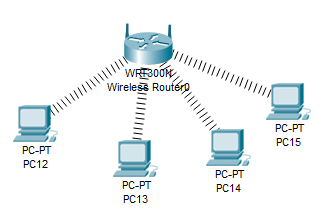 WRT300N
Wireless Router0
PC-PT
PC15
PC-PT
PC12
PC-PT
PC14
PC-PT
PC13